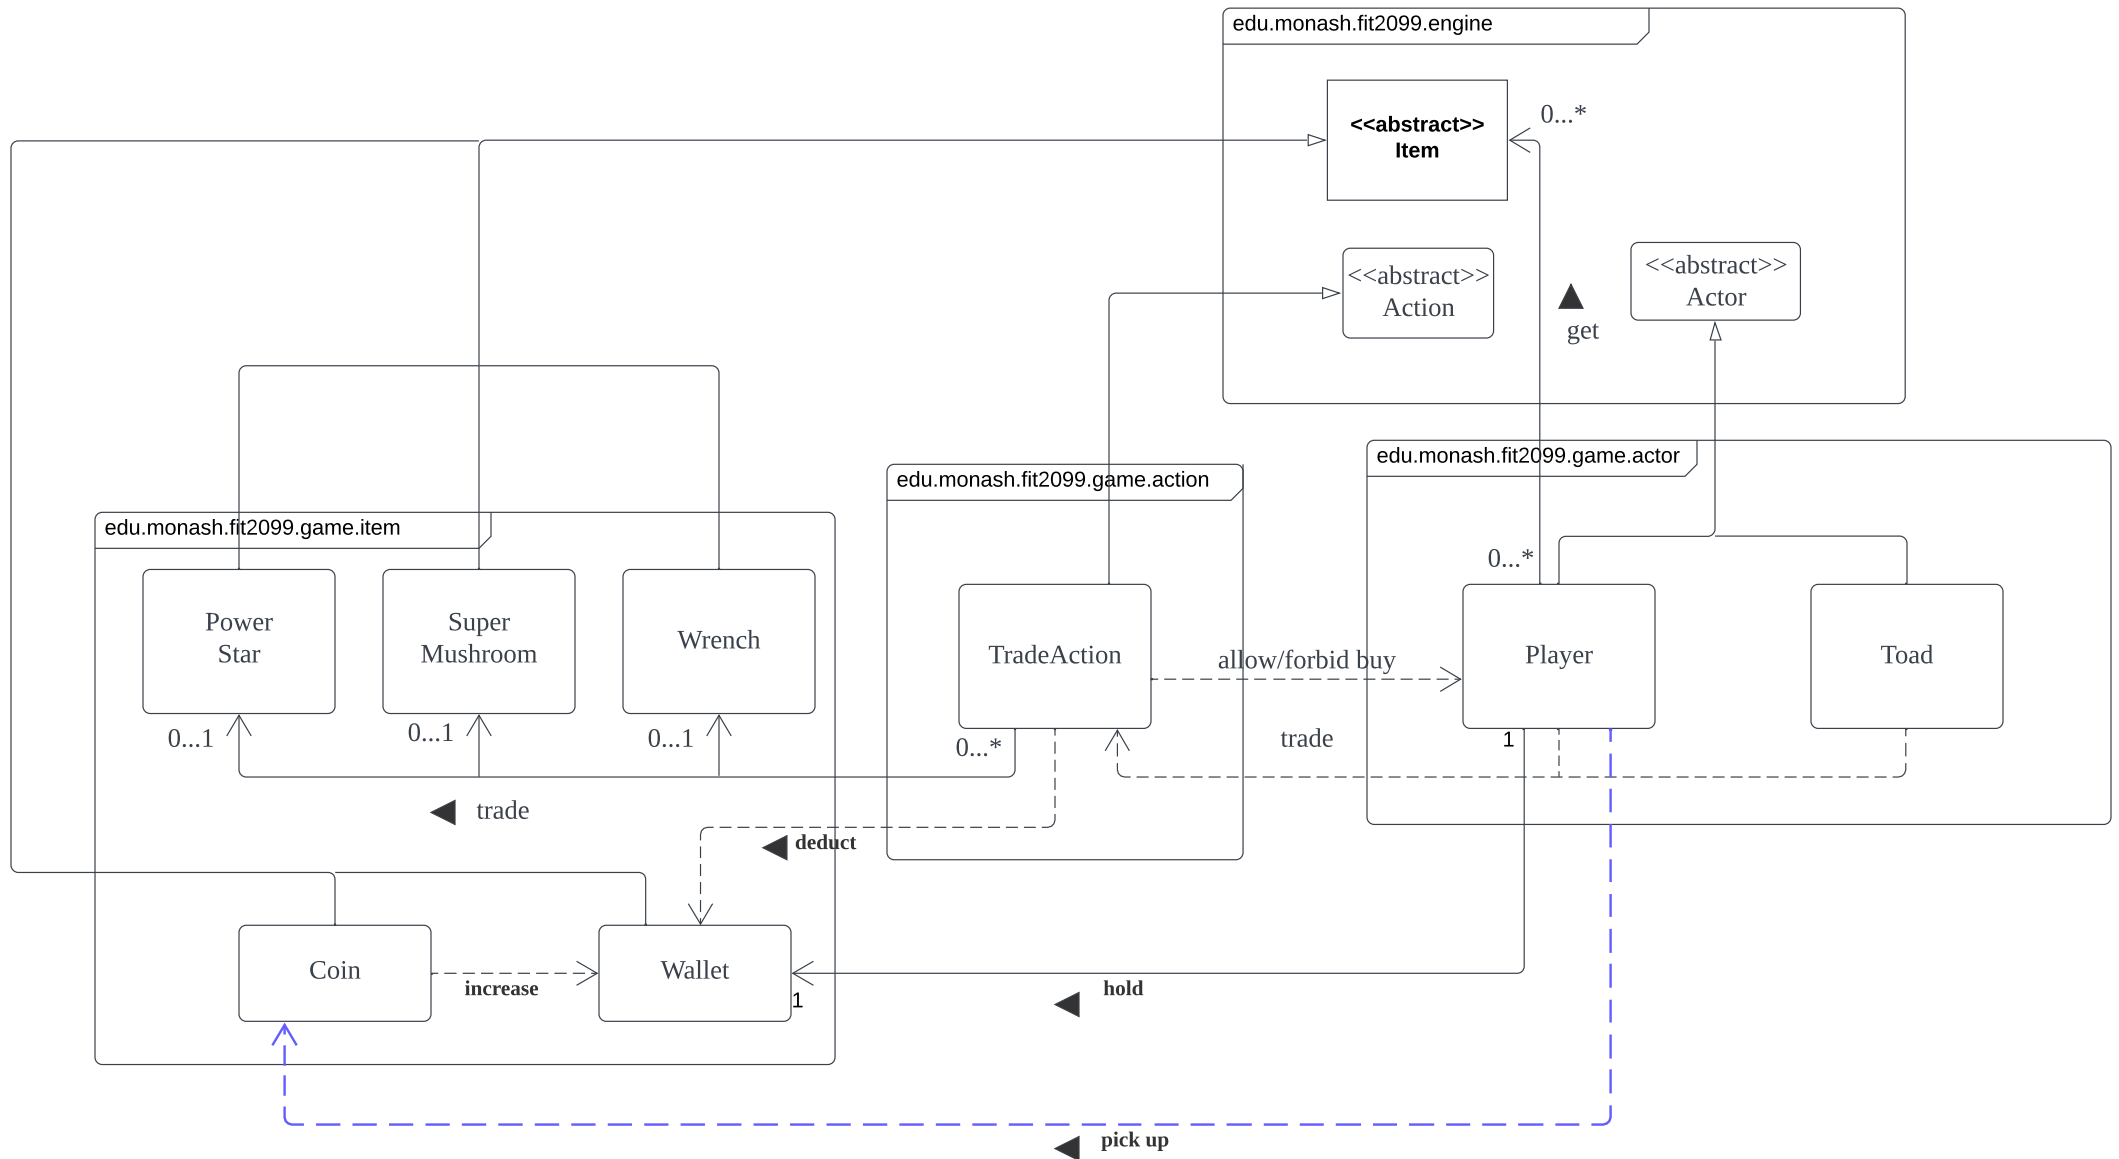 edu.monash.fit2099.engine
<<abstract>>
Item
0...*
<<abstract>>
Action
<<abstract>>
Actor
get
edu.monash.fit2099.game.actor
edu.monash.fit2099.game.action
edu.monash.fit2099.game.item
0...*
Power
Star
Super
Mushroom
Wrench
TradeAction
allow/forbid buy
Player
Toad
0...1
0...1
0...1
0...*
trade
1
trade
deduct
Coin
increase
Wallet
1
hold
pick up